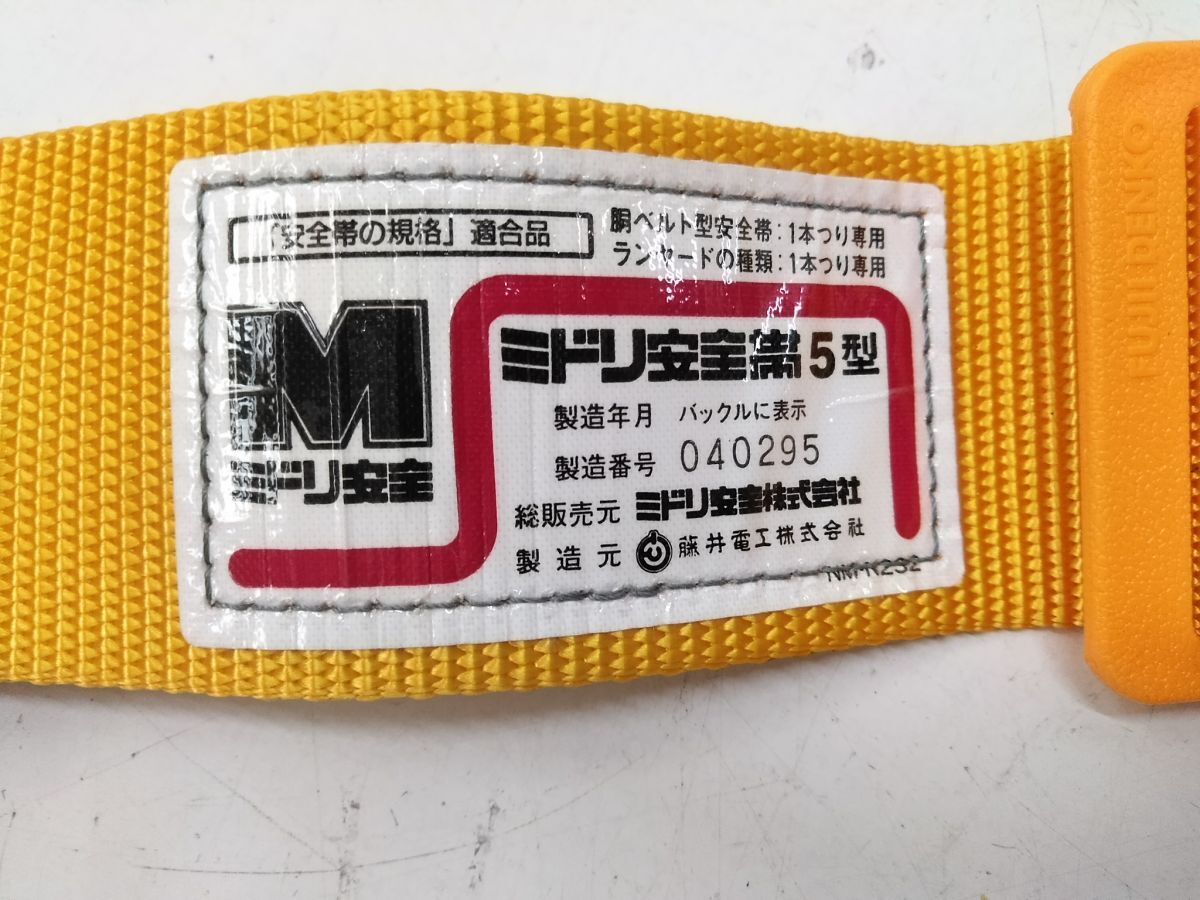 「安全帯の規格」適合品
胴ベルト型安全帯:1本つり専用
ランヤードの種類:1本つり専用
M
ミドリ安全
ミドリ安全帯5型
製造年月 バックルに表示
製造番号 040295
総販売元 ミドリ安全株式会社
製造元 藤井電工株式会社